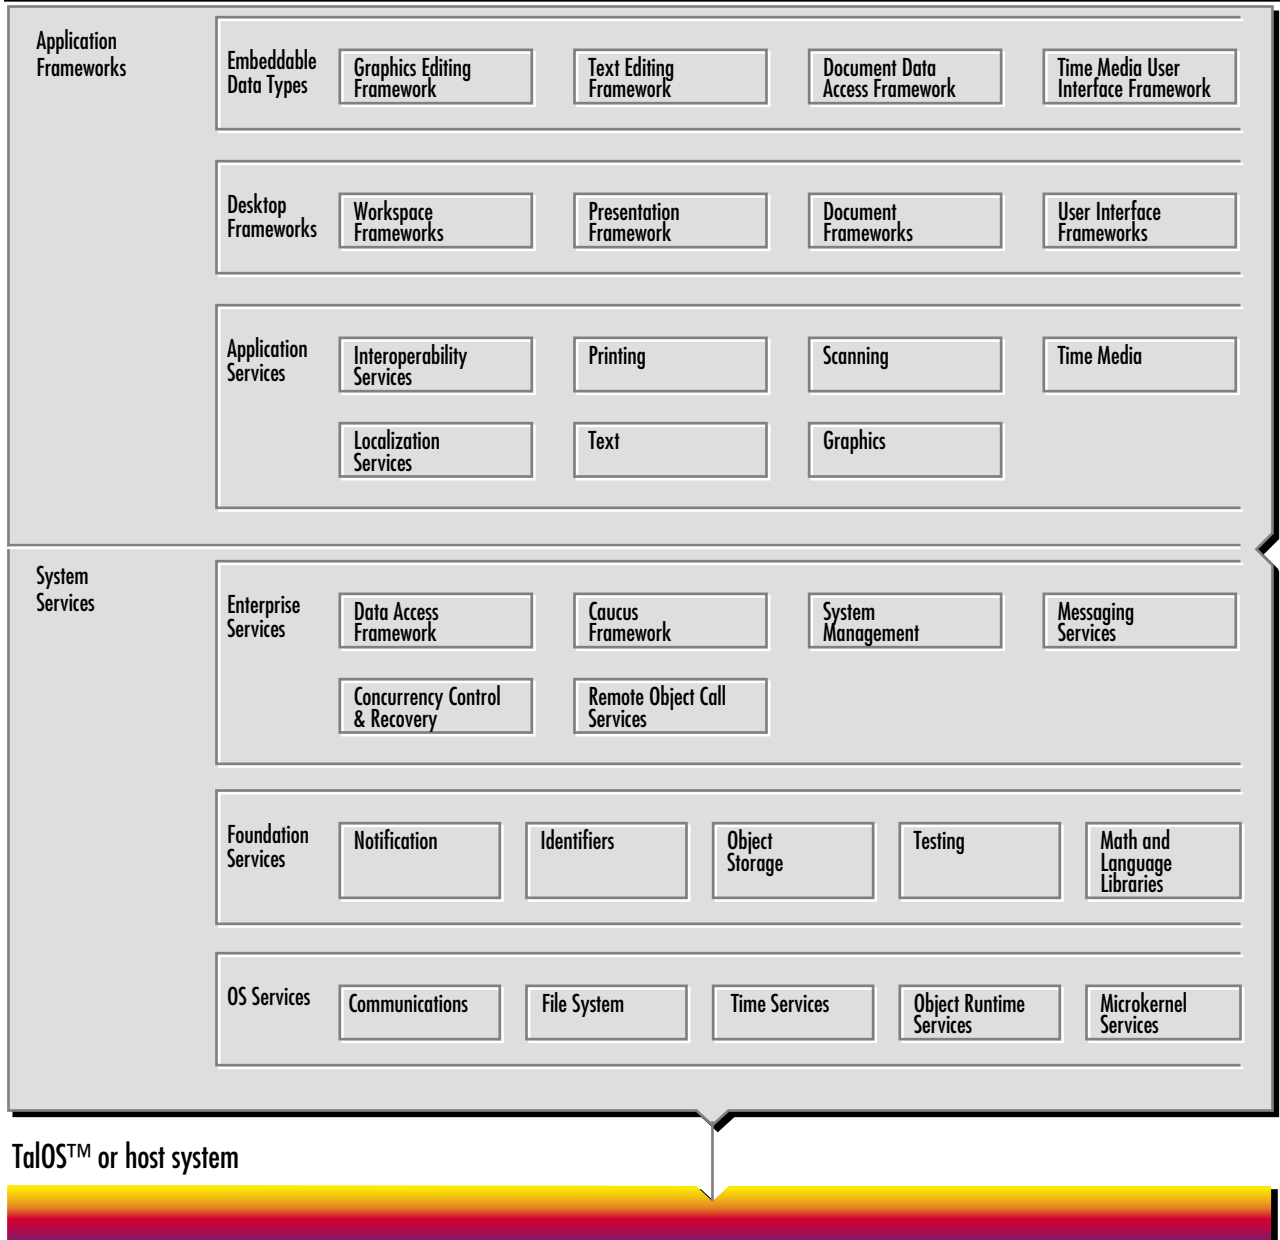 Application
Frameworks
Embeddable
Data Types
Graphics Editing
Framework
Text Editing
Framework
Document Data
Access Framework
Time Media User
Interface Framework
Desktop
Frameworks
Workspace
Frameworks
Presentation
Framework
Document
Frameworks
User Interface
Frameworks
Application
Services
Interoperability
Services
Printing
Scanning
Time Media
Localization
Services
Text
Graphics
System
Services
Enterprise
Services
Data Access
Framework
Caucus
Framework
System
Management
Messaging
Services
Concurrency Control
& Recovery
Remote Object Call
Services
Foundation
Services
Notification
Identifiers
Object
Storage
Testing
Math and
Language
Libraries
OS Services
Communications
File System
Time Services
Object Runtime
Services
Microkernel
Services
TalOS™ or host system